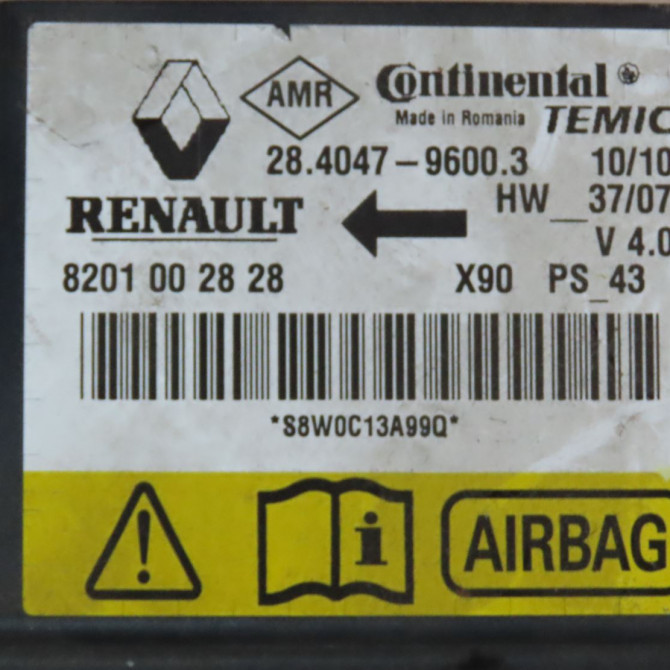 AMR Continental
Made in Romania TEMIC
28.4047-9600.3 10/10
RENAULT HW_37/07
V 4.0
8201 00 28 28 X90 PS_43
*S8W0C13A99Q*
i AIRBAG